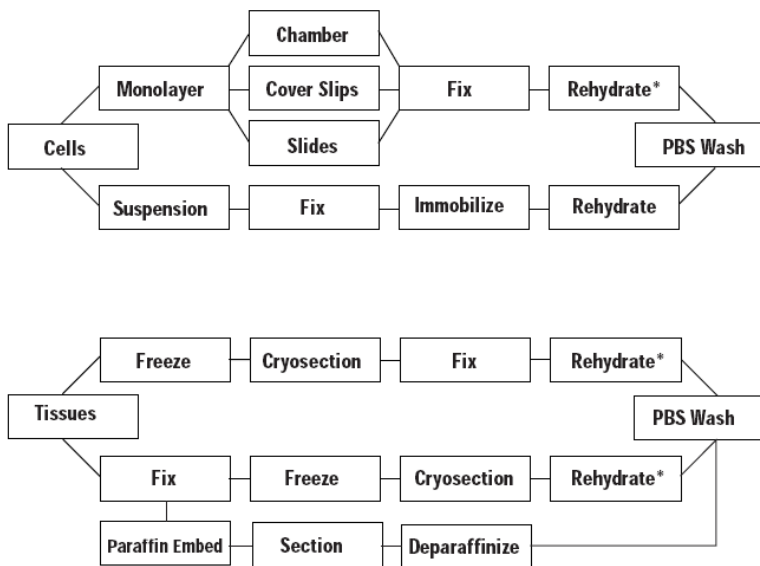 Chamber
Monolayer
Cover Slips
Fix
Rehydrate*
Cells
Slides
PBS Wash
Suspension
Fix
Immobilize
Rehydrate
Freeze
Cryosection
Fix
Rehydrate*
Tissues
PBS Wash
Fix
Freeze
Cryosection
Rehydrate*
Paraffin Embed
Section
Deparaffinize